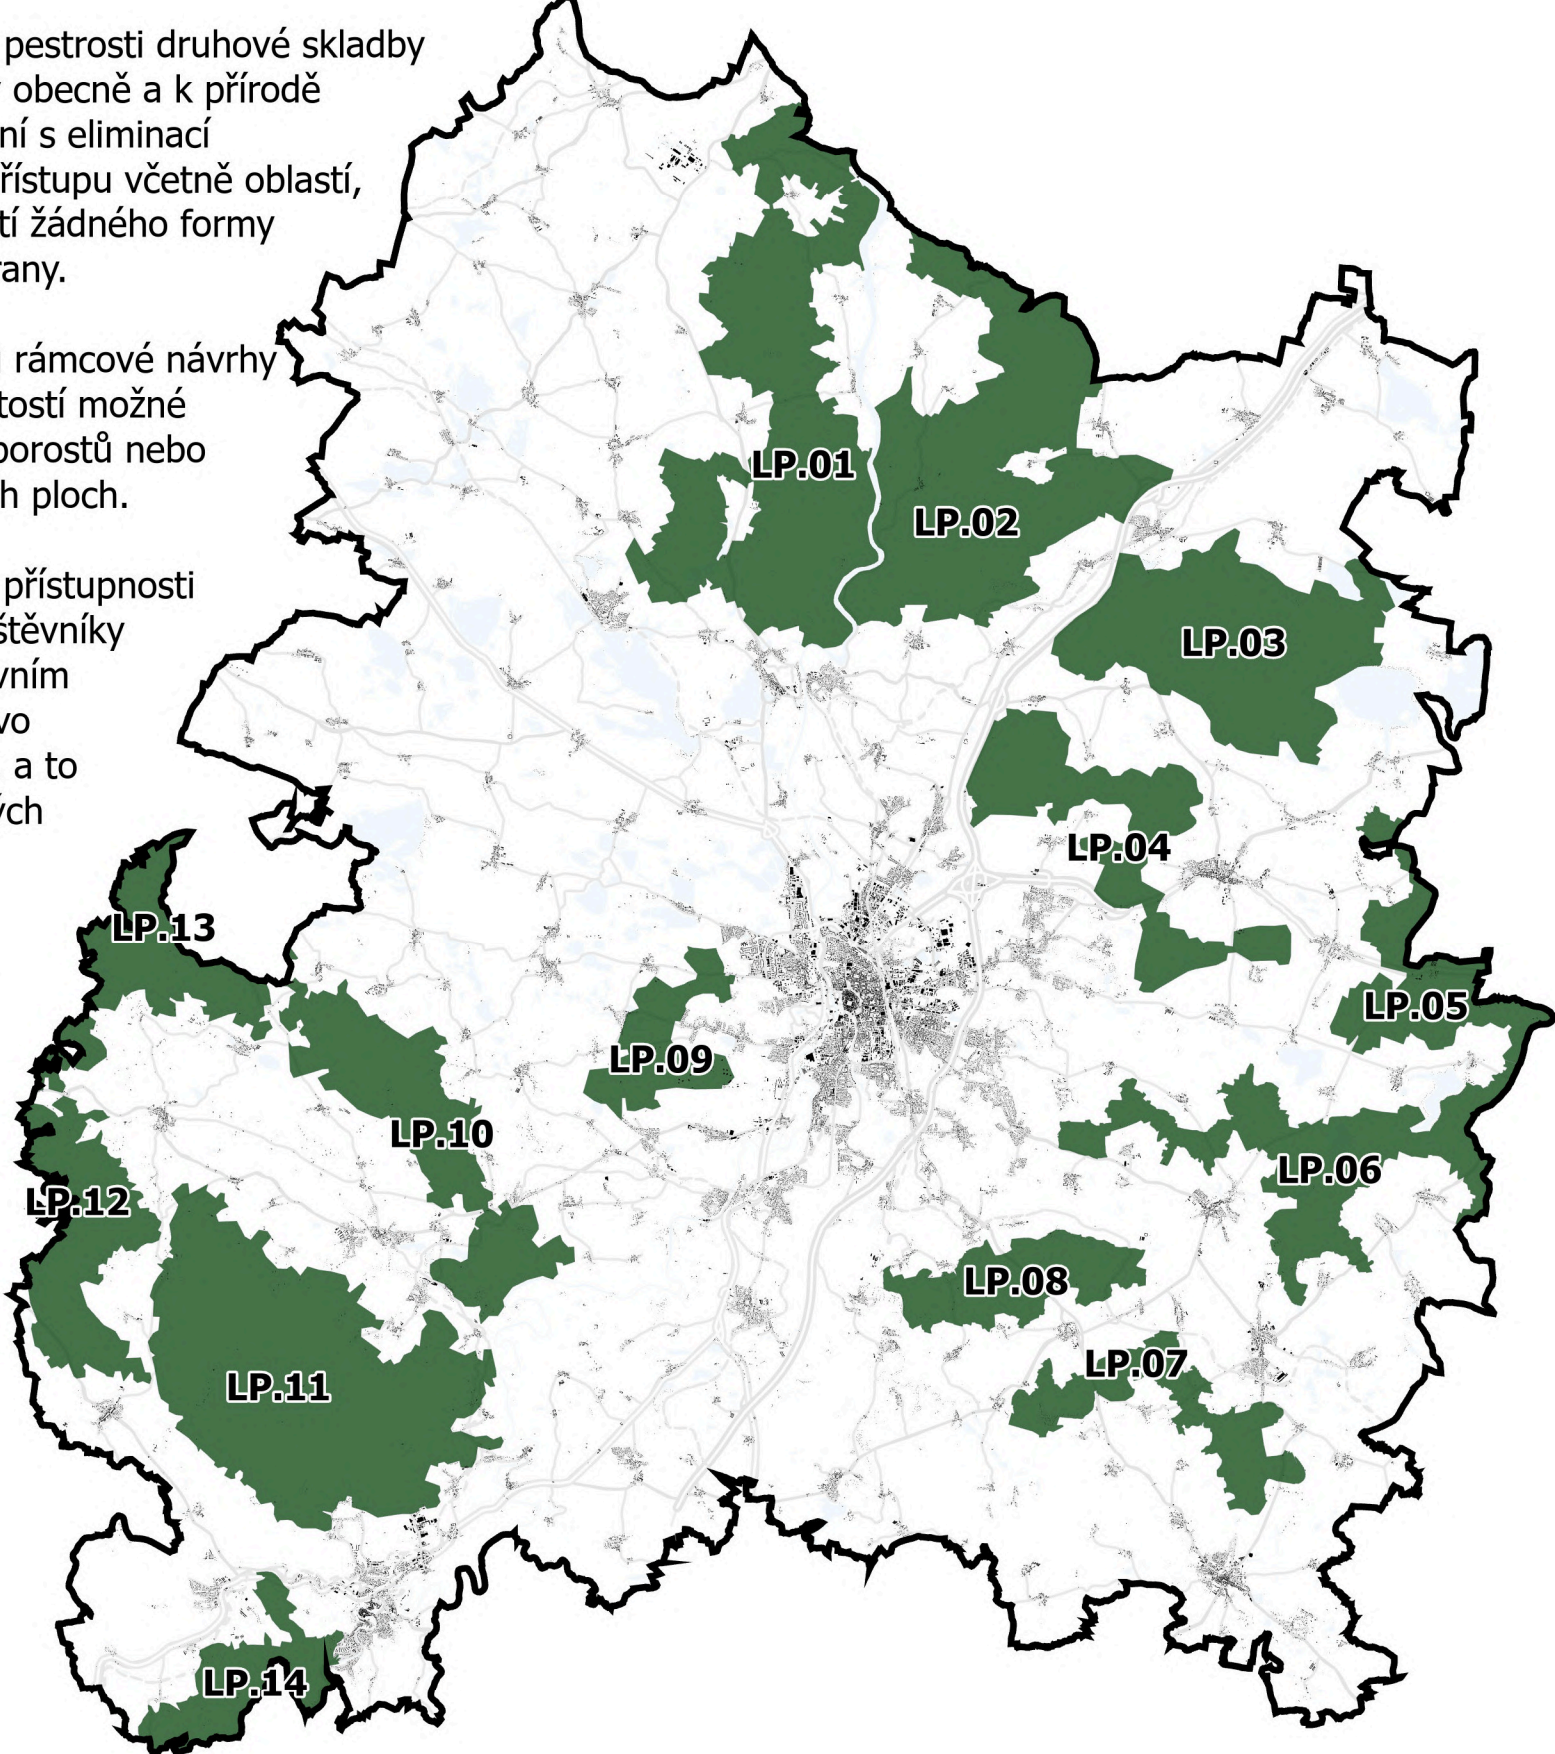 pestrosti druhové skladby
obecně a k přírodě
ní s eliminací
řístupu včetně oblastí,
tí žádného formy
rany.
rámcové návrhy
tostí možné
porostů nebo
h ploch.
přístupnosti
štěvníky
vním
vo
a to
ých
LP.01
LP.02
LP.03
LP.04
LP.13
LP.05
LP.09
LP.10
LP.06
LP.12
LP.08
LP.07
LP.11
LP.14